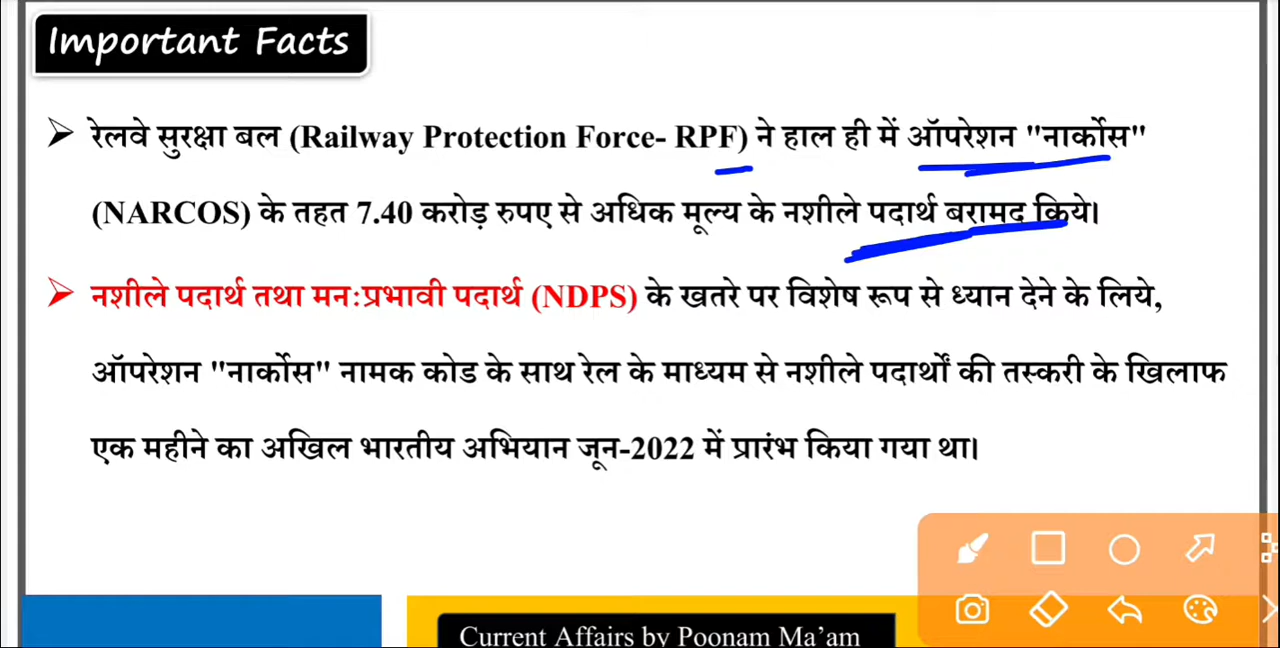 Important Facts
➤ रेलवे सुरक्षा बल (Railway Protection Force- RPF) ने हाल ही में ऑपरेशन "नार्कोस"
(NARCOS) के तहत 7.40 करोड़ रुपए से अधिक मूल्य के नशीले पदार्थ बरामद किये।
➤ नशीले पदार्थ तथा मन:प्रभावी पदार्थ (NDPS) के खतरे पर विशेष रूप से ध्यान देने के लिये,
ऑपरेशन "नार्कोस" नामक कोड के साथ रेल के माध्यम से नशीले पदार्थों की तस्करी के खिलाफ
एक महीने का अखिल भारतीय अभियान जून-2022 में प्रारंभ किया गया था।
Current Affairs by Poonam Ma’am